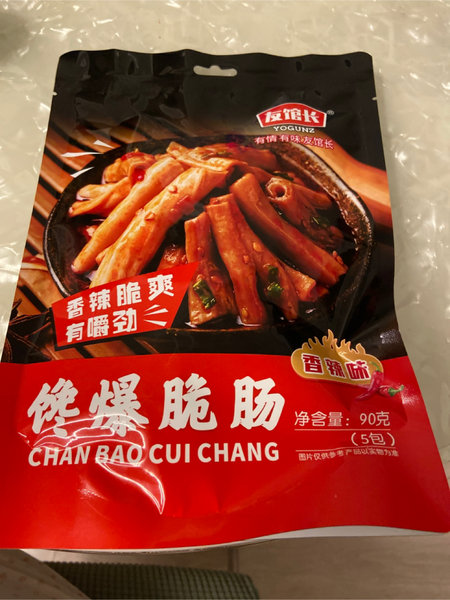 友馆长®
YOGUNZ
有情有味友馆长
香辣脆爽
有嚼劲
香辣味
馋爆脆肠
CHAN BAO CUI CHANG
净含量：90克
（5包）
图片仅供参考产品以实物为准